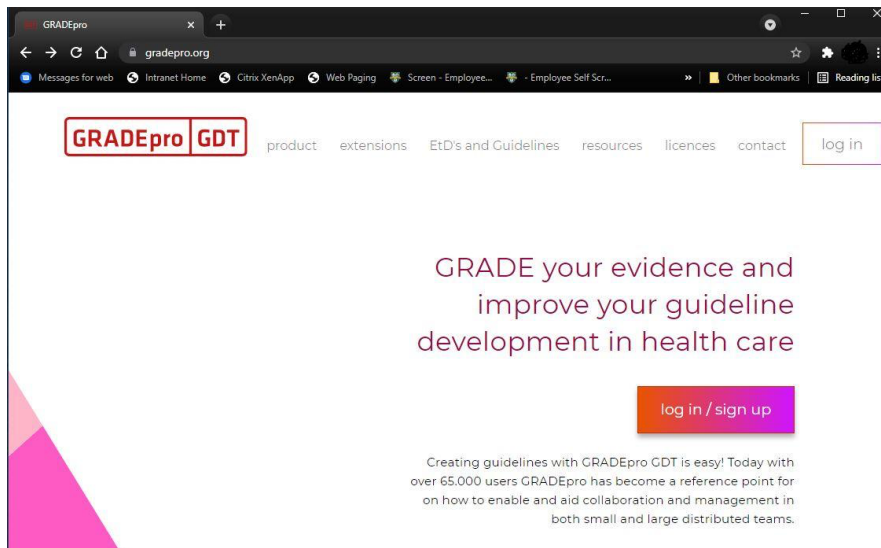 GRADEpro
gradepro.org
Messages for web Intranet Home Citrix XenApp Web Paging Screen - Employee... - Employee Self Scr... » Other bookmarks Reading lis
GRADEpro GDT product extensions EtD's and Guidelines resources licences contact log in
GRADE your evidence and
improve your guideline
development in health care
log in / sign up
Creating guidelines with GRADEpro GDT is easy! Today with
over 65.000 users GRADEpro has become a reference point for
on how to enable and aid collaboration and management in
both small and large distributed teams.